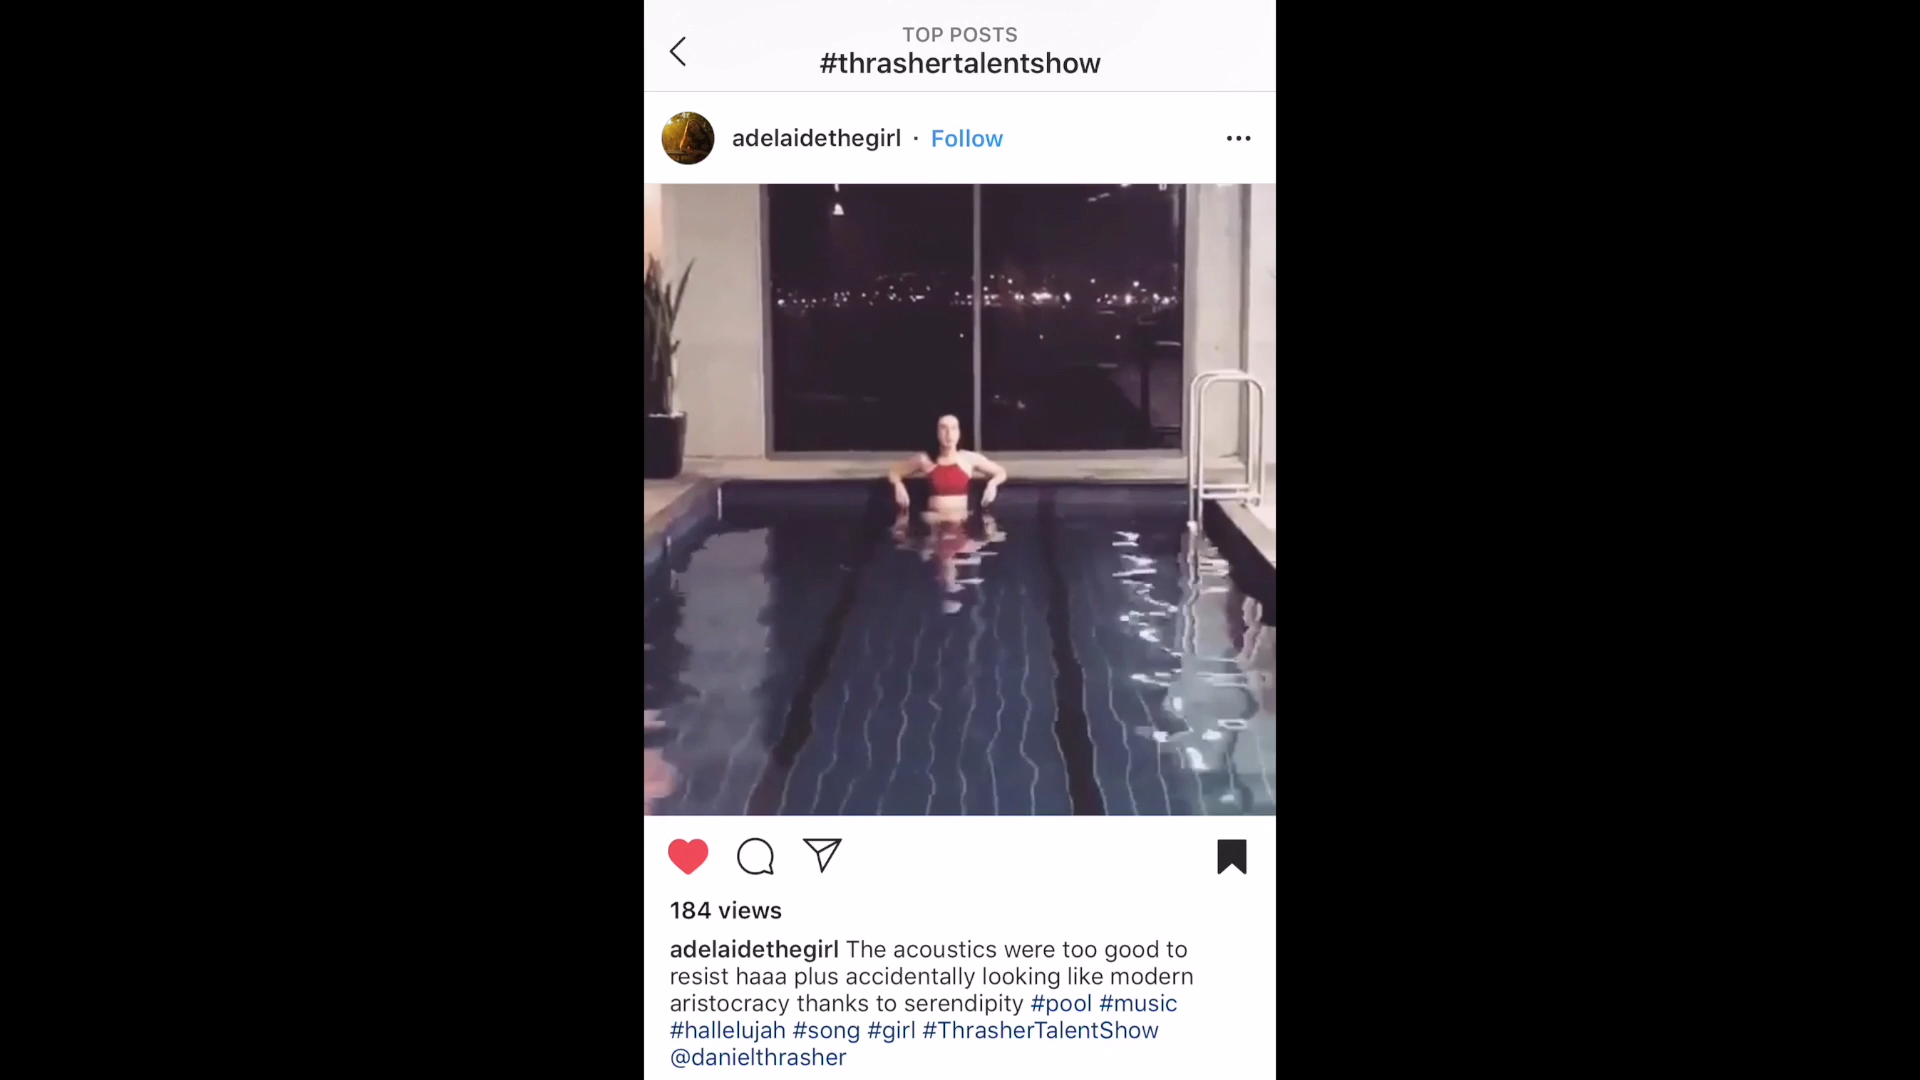 TOP POSTS
#thrashertalentshow
adelaidethegirl · Follow
184 views
adelaidethegirl The acoustics were too good to
resist haaa plus accidentally looking like modern
aristocracy thanks to serendipity #pool #music
#hallelujah #song #girl #ThrasherTalentShow
@danielthrasher